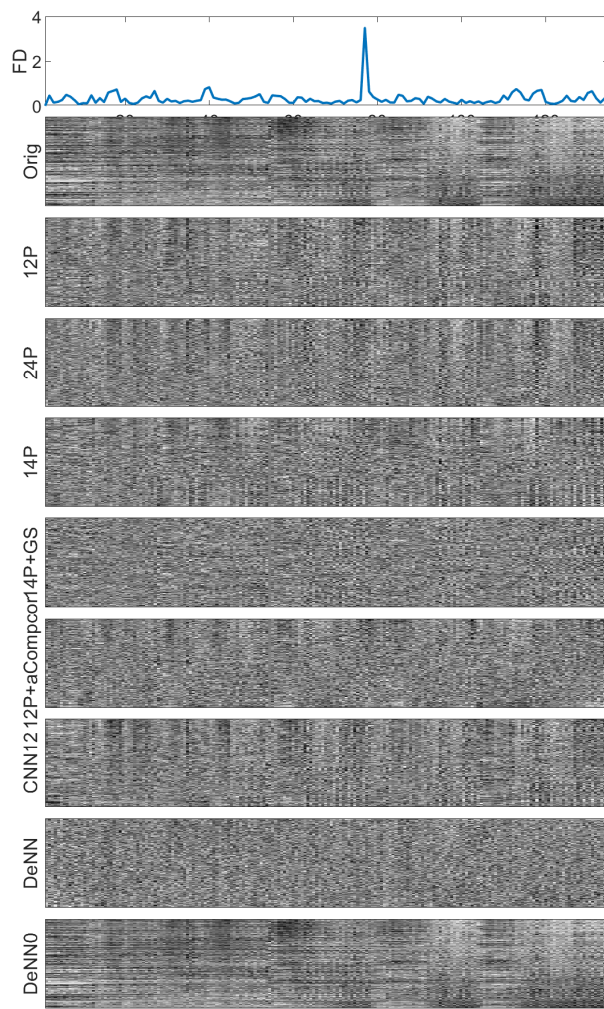 4
2
0
FD
Orig
12P
24P
14P
14P+GS
12P+aCompcor
CNN12
DeNN
DeNN0